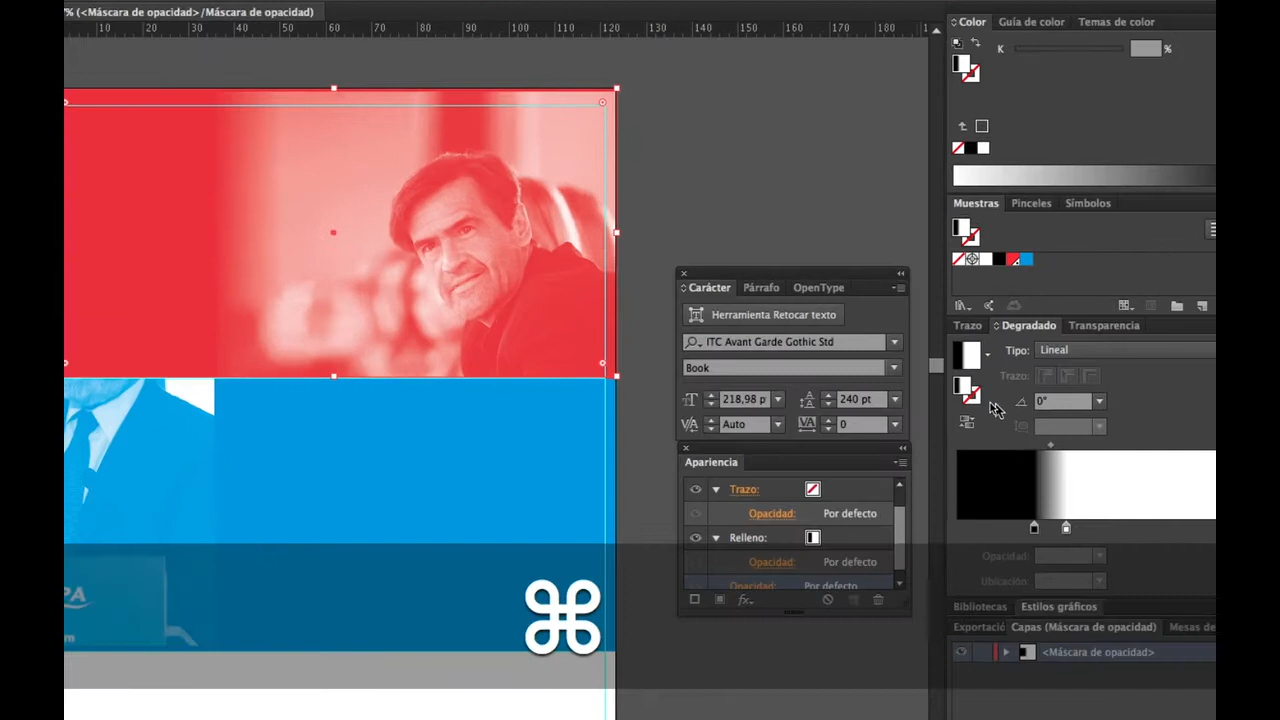 % (<Máscara de opacidad>/Máscara de opacidad)
10 20 30 40 50 60 70 80 90 100 110 120 130 140 150 160 170 180 1
Color Guía de color Temas de color
K %
Muestras Pinceles Símbolos
Carácter Párrafo OpenType
Herramienta Retocar texto
ITC Avant Garde Gothic Std
Book
218,98 p 240 pt
Auto 0
Trazo Degradado Transparencia
Tipo: Lineal
Trazo:
0°
Apariencia
Trazo:
Opacidad: Por defecto
Relleno:
Opacidad: Por defecto
Opacidad: Por defecto
Opacidad:
Ubicación:
Bibliotecas Estilos gráficos
Exportació Capas (Máscara de opacidad) Mesas de
<Máscara de opacidad>
PA
m